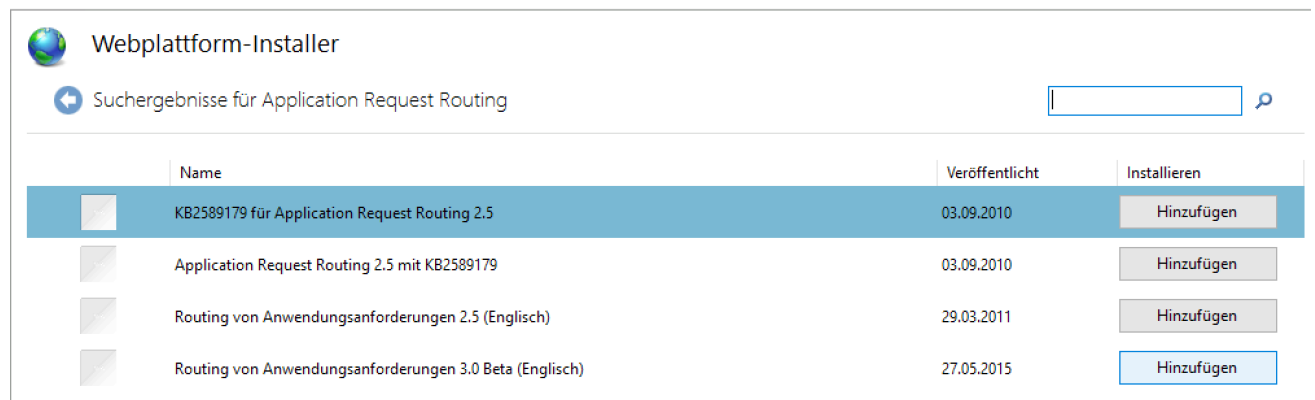 Webplattform-Installer
Suchergebnisse für Application Request Routing
Name Veröffentlicht Installieren
KB2589179 für Application Request Routing 2.5 03.09.2010 Hinzufügen
Application Request Routing 2.5 mit KB2589179 03.09.2010 Hinzufügen
Routing von Anwendungsanforderungen 2.5 (Englisch) 29.03.2011 Hinzufügen
Routing von Anwendungsanforderungen 3.0 Beta (Englisch) 27.05.2015 Hinzufügen